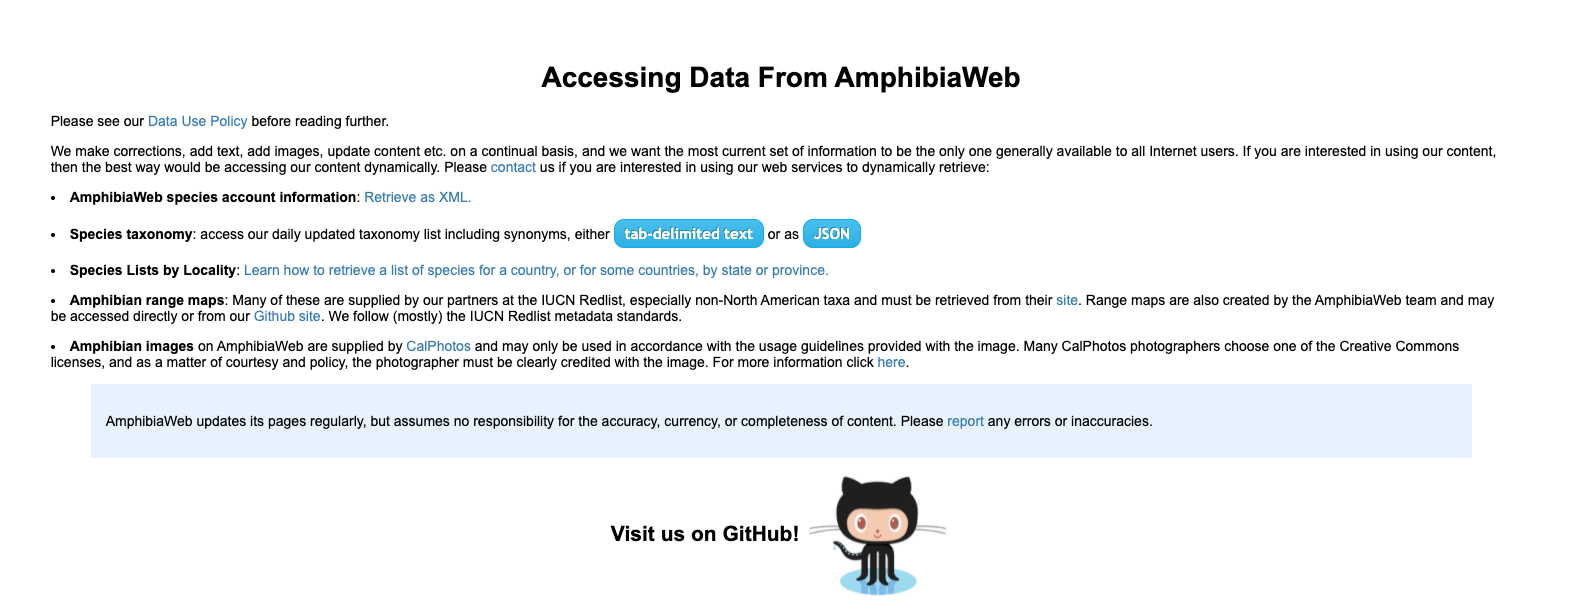 Accessing Data From AmphibiaWeb
Please see our Data Use Policy before reading further.
We make corrections, add text, add images, update content etc. on a continual basis, and we want the most current set of information to be the only one generally available to all Internet users. If you are interested in using our content,
then the best way would be accessing our content dynamically. Please contact us if you are interested in using our web services to dynamically retrieve:
• AmphibiaWeb species account information: Retrieve as XML.
• Species taxonomy: access our daily updated taxonomy list including synonyms, either tab-delimited text or as JSON
• Species Lists by Locality: Learn how to retrieve a list of species for a country, or for some countries, by state or province.
• Amphibian range maps: Many of these are supplied by our partners at the IUCN Redlist, especially non-North American taxa and must be retrieved from their site. Range maps are also created by the AmphibiaWeb team and may
be accessed directly or from our Github site. We follow (mostly) the IUCN Redlist metadata standards.
• Amphibian images on AmphibiaWeb are supplied by CalPhotos and may only be used in accordance with the usage guidelines provided with the image. Many CalPhotos photographers choose one of the Creative Commons
licenses, and as a matter of courtesy and policy, the photographer must be clearly credited with the image. For more information click here.
AmphibiaWeb updates its pages regularly, but assumes no responsibility for the accuracy, currency, or completeness of content. Please report any errors or inaccuracies.
Visit us on GitHub!